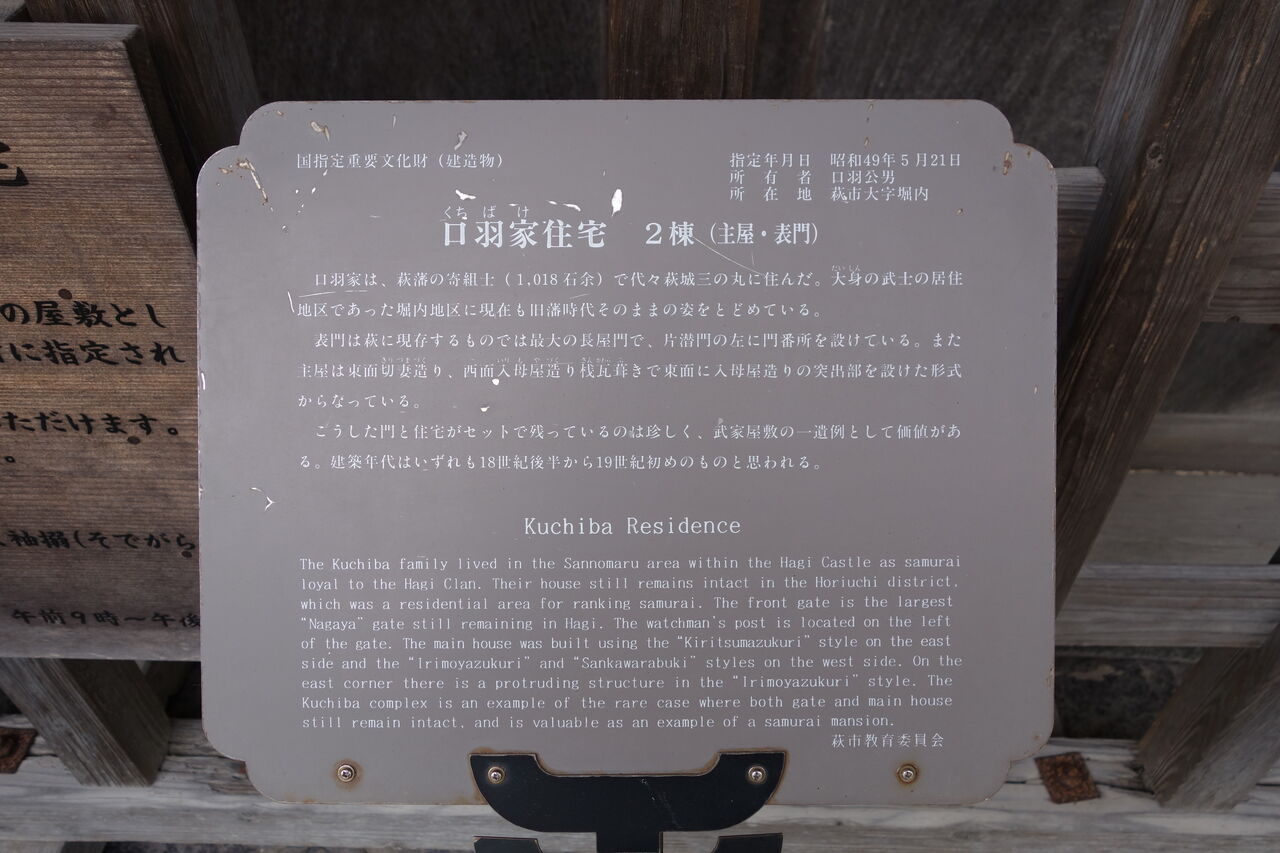 宅
の屋敷とし
に指定され
ただけます。
。
袖搦(そでがら
午前9時〜午後
国指定重要文化財（建造物）
指定年月日　昭和49年５月21日
所有者　口羽公男
所在地　萩市大字堀内
くちばけ
口羽家住宅　２棟（主屋・表門）
口羽家は、萩藩の寄組士（1,018石余）で代々萩城三の丸に住んだ。大身の武士の居住
地区であった堀内地区に現在も旧藩時代そのままの姿をとどめている。
表門は萩に現存するものでは最大の長屋門で、片潜門の左に門番所を設けている。また
主屋は東面切妻造り、西面入母屋造り桟瓦葺きで東面に入母屋造りの突出部を設けた形式
からなっている。
こうした門と住宅がセットで残っているのは珍しく、武家屋敷の一遺例として価値があ
る。建築年代はいずれも18世紀後半から19世紀初めのものと思われる。
Kuchiba Residence
The Kuchiba family lived in the Sannomaru area within the Hagi Castle as samurai
loyal to the Hagi Clan. Their house still remains intact in the Horiuchi district,
which was a residential area for ranking samurai. The front gate is the largest
“Nagaya” gate still remaining in Hagi. The watchman's post is located on the left
of the gate. The main house was built using the “Kiritsumazukuri” style on the east
side and the “Irimoyazukuri” and “Sankawarabuki” styles on the west side. On the
east corner there is a protruding structure in the “Irimoyazukuri” style. The
Kuchiba complex is an example of the rare case where both gate and main house
still remain intact, and is valuable as an example of a samurai mansion.
萩市教育委員会